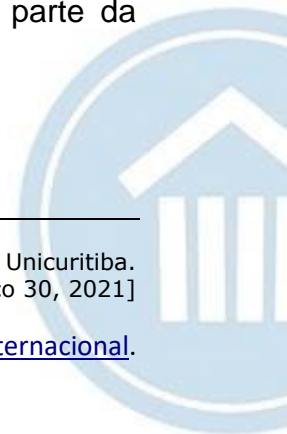 parte da
Unicuritiba.
o 30, 2021]
ternacional.